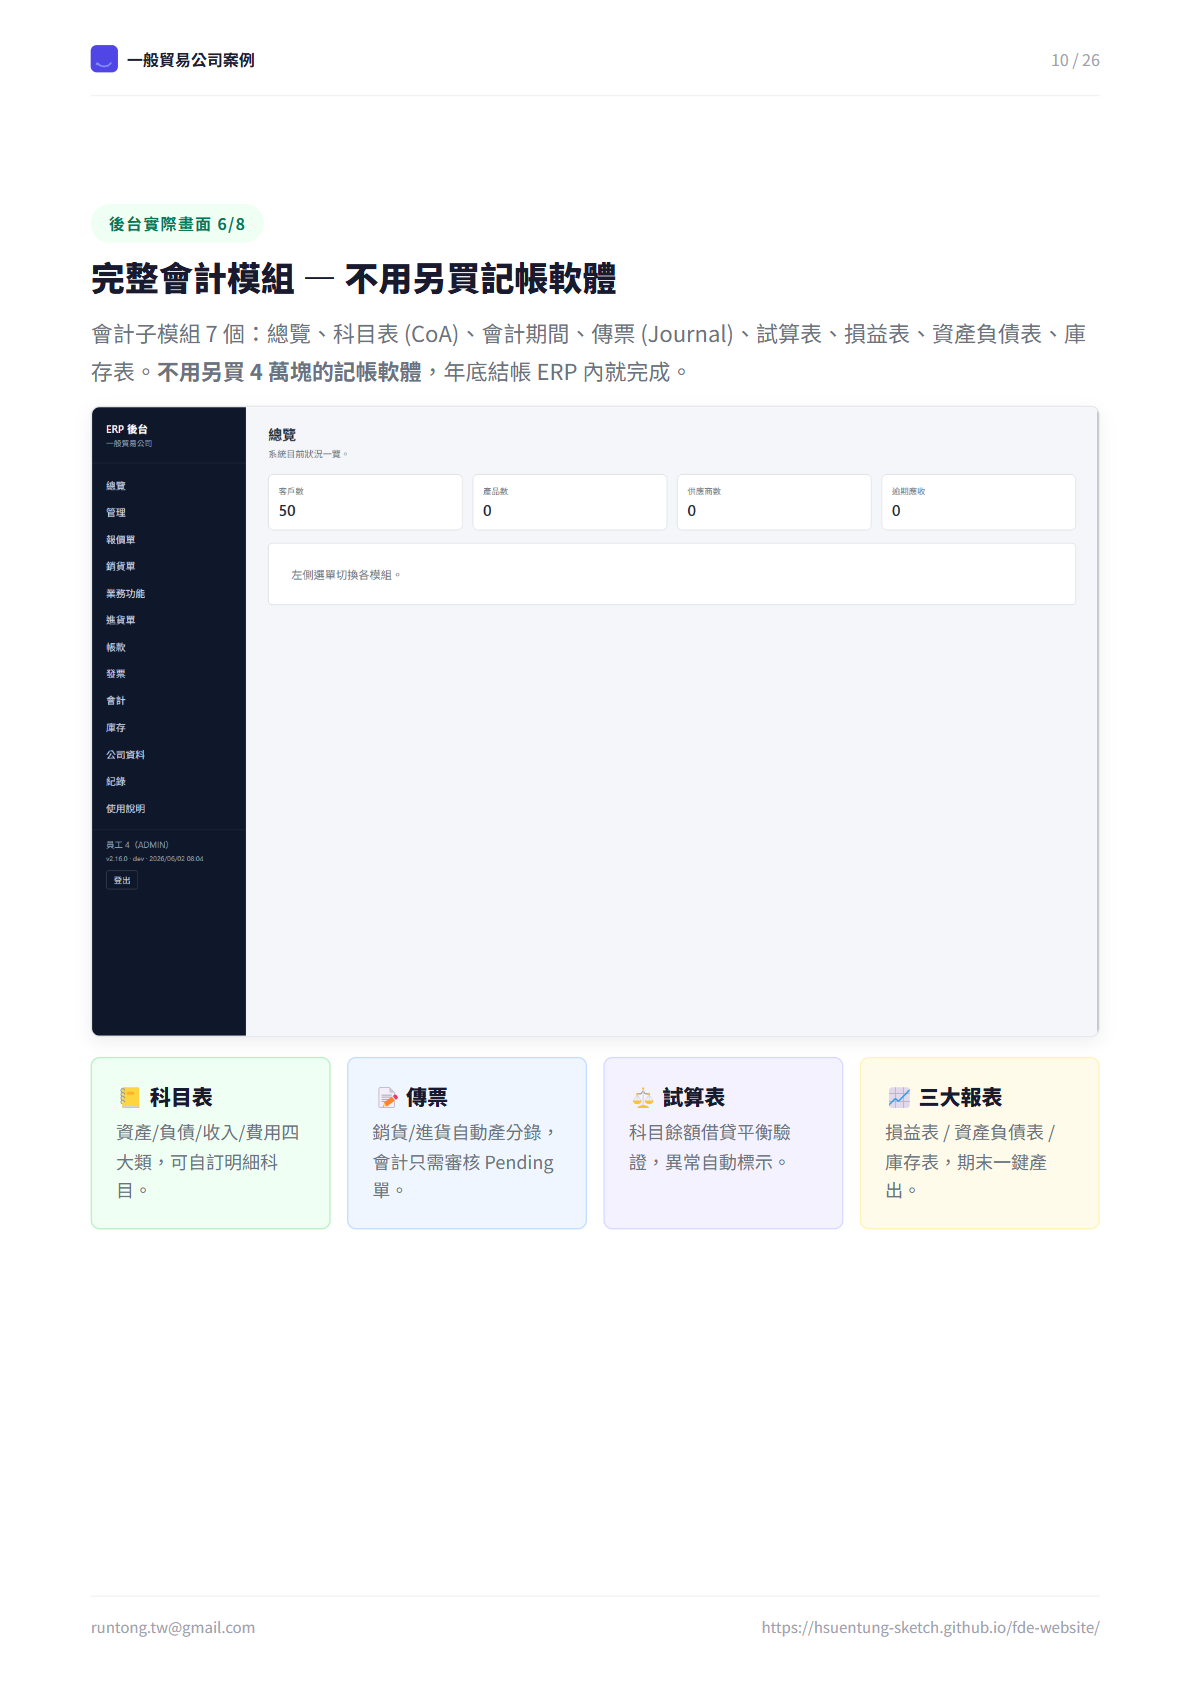 一般貿易公司案例
10 / 26
後台實際畫面 6/8
完整會計模組 — 不用另買記帳軟體
會計子模組 7 個：總覽、科目表 (CoA)、會計期間、傳票 (Journal)、試算表、損益表、資產負債表、庫
存表。不用另買 4 萬塊的記帳軟體，年底結帳 ERP 內就完成。
ERP 後台
一般貿易公司
總覽
管理
報價單
銷貨單
業務功能
進貨單
帳款
發票
會計
庫存
公司資料
紀錄
使用說明
員工 4（ADMIN）
v2.16.0 · dev · 2026/06/02 08:04
登出
總覽
系統目前狀況一覽。
客戶數
50
產品數
0
供應商數
0
逾期應收
0
左側選單切換各模組。
科目表
資產/負債/收入/費用四
大類，可自訂明細科
目。
傳票
銷貨/進貨自動產分錄，
會計只需審核 Pending
單。
試算表
科目餘額借貸平衡驗
證，異常自動標示。
三大報表
損益表 / 資產負債表 /
庫存表，期末一鍵產
出。
runtong.tw@gmail.com
https://hsuentung-sketch.github.io/fde-website/